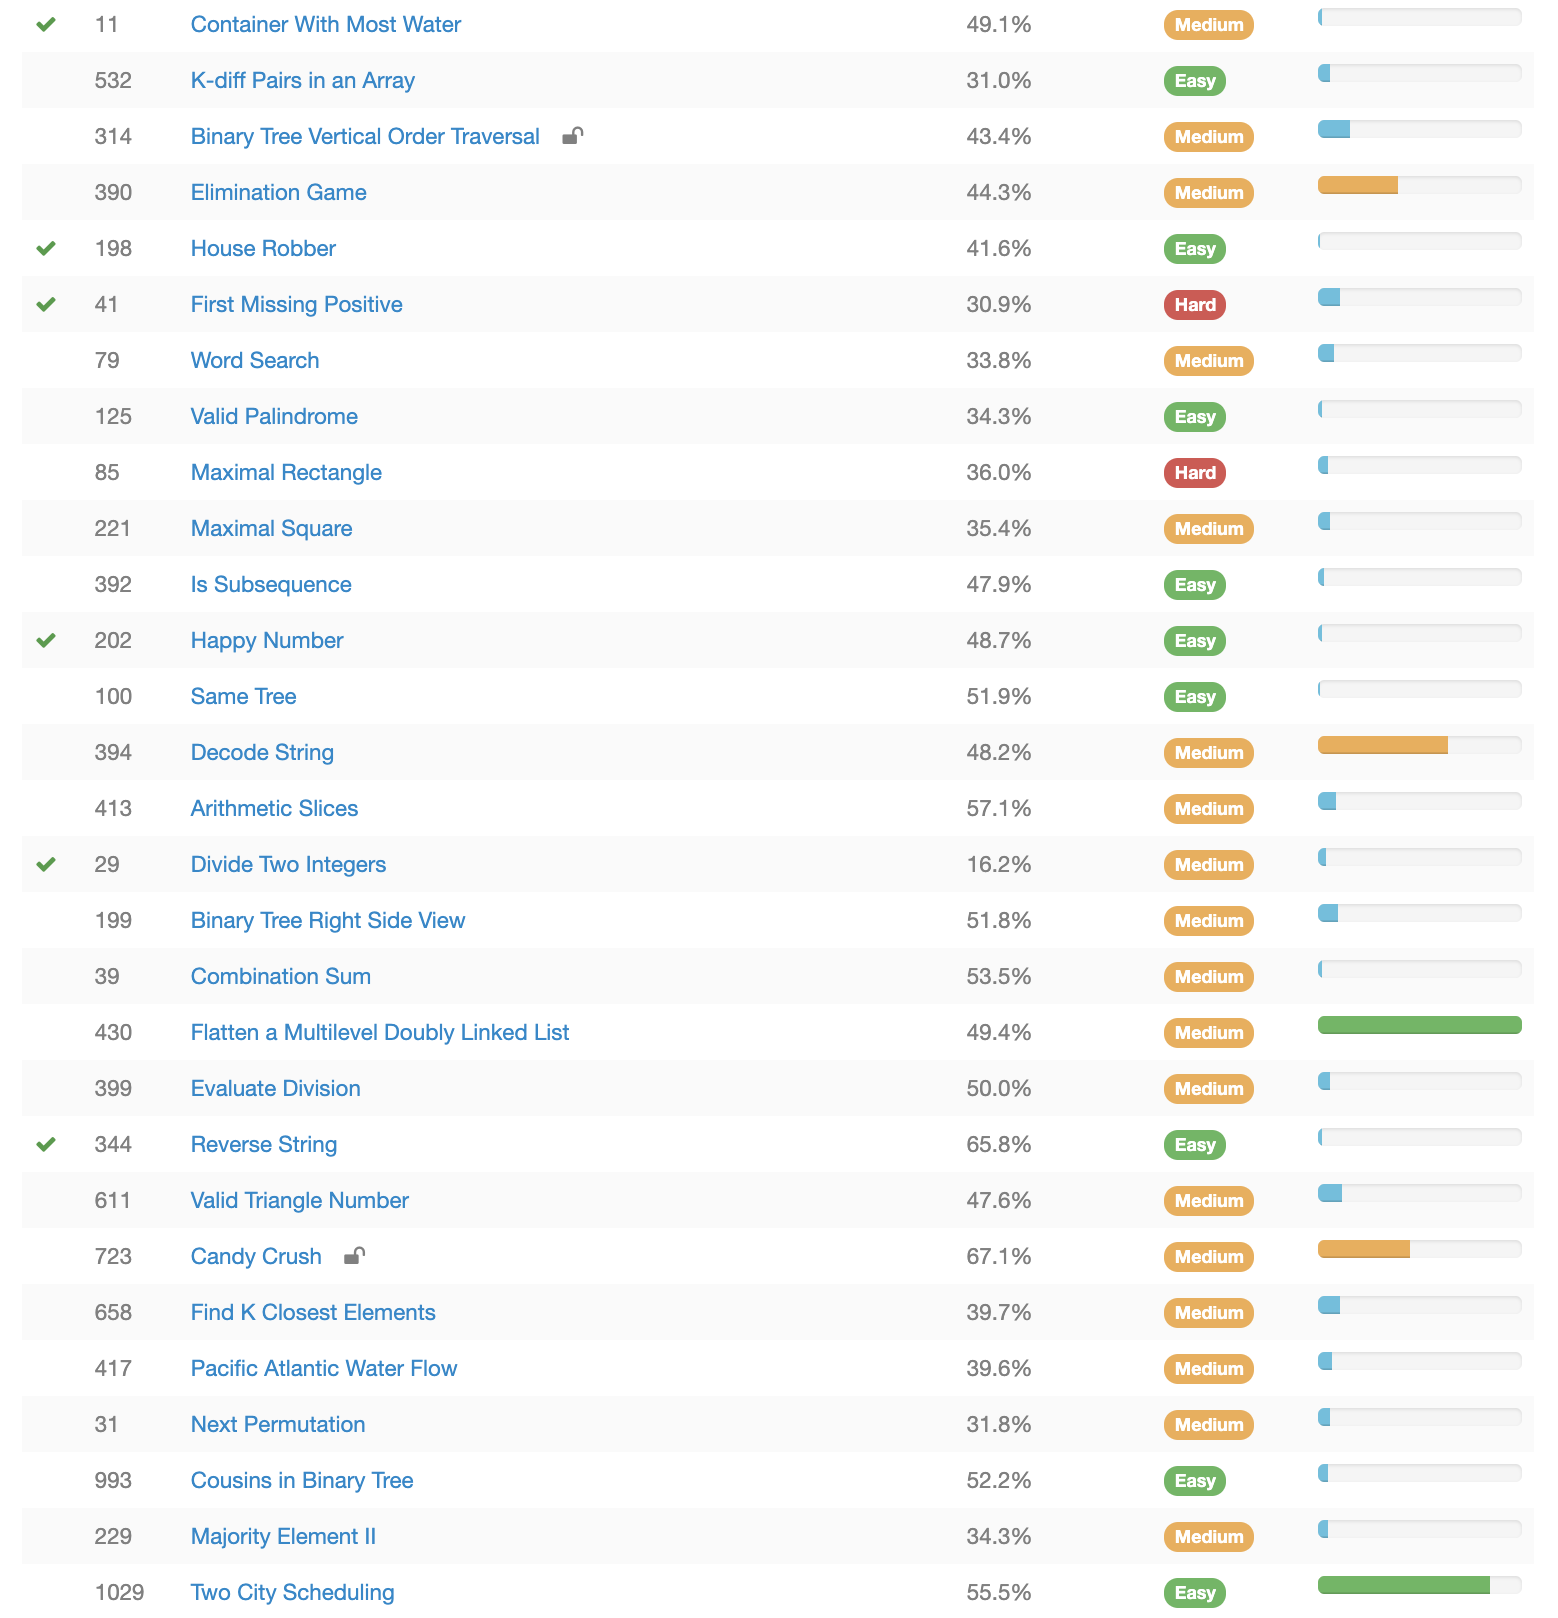 11 Container With Most Water 49.1% Medium
532 K-diff Pairs in an Array 31.0% Easy
314 Binary Tree Vertical Order Traversal 43.4% Medium
390 Elimination Game 44.3% Medium
198 House Robber 41.6% Easy
41 First Missing Positive 30.9% Hard
79 Word Search 33.8% Medium
125 Valid Palindrome 34.3% Easy
85 Maximal Rectangle 36.0% Hard
221 Maximal Square 35.4% Medium
392 Is Subsequence 47.9% Easy
202 Happy Number 48.7% Easy
100 Same Tree 51.9% Easy
394 Decode String 48.2% Medium
413 Arithmetic Slices 57.1% Medium
29 Divide Two Integers 16.2% Medium
199 Binary Tree Right Side View 51.8% Medium
39 Combination Sum 53.5% Medium
430 Flatten a Multilevel Doubly Linked List 49.4% Medium
399 Evaluate Division 50.0% Medium
344 Reverse String 65.8% Easy
611 Valid Triangle Number 47.6% Medium
723 Candy Crush 67.1% Medium
658 Find K Closest Elements 39.7% Medium
417 Pacific Atlantic Water Flow 39.6% Medium
31 Next Permutation 31.8% Medium
993 Cousins in Binary Tree 52.2% Easy
229 Majority Element II 34.3% Medium
1029 Two City Scheduling 55.5% Easy